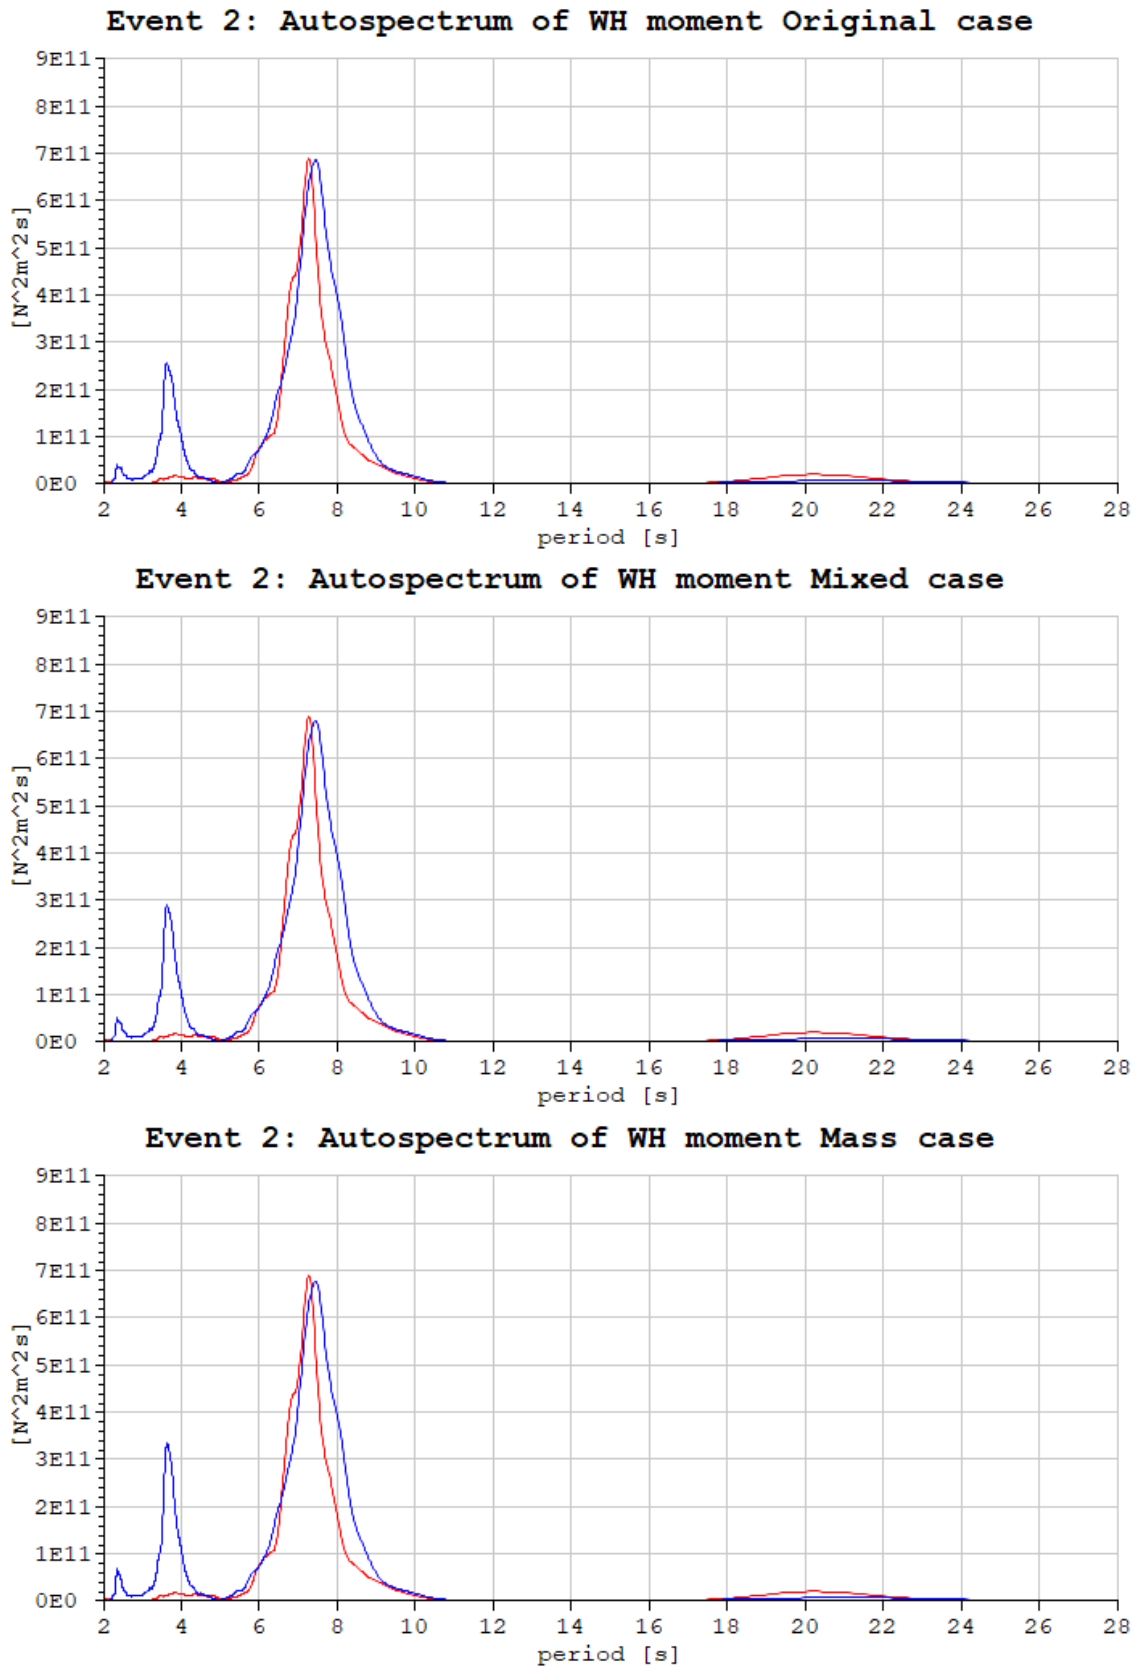 Event 2: Autospectrum of WH moment Original case
9E11
8E11
7E11
6E11
5E11
4E11
3E11
2E11
1E11
0E0
[N^2m^2s]
2 4 6 8 10 12 14 16 18 20 22 24 26 28
period [s]
Event 2: Autospectrum of WH moment Mixed case
9E11
8E11
7E11
6E11
5E11
4E11
3E11
2E11
1E11
0E0
[N^2m^2s]
2 4 6 8 10 12 14 16 18 20 22 24 26 28
period [s]
Event 2: Autospectrum of WH moment Mass case
9E11
8E11
7E11
6E11
5E11
4E11
3E11
2E11
1E11
0E0
[N^2m^2s]
2 4 6 8 10 12 14 16 18 20 22 24 26 28
period [s]